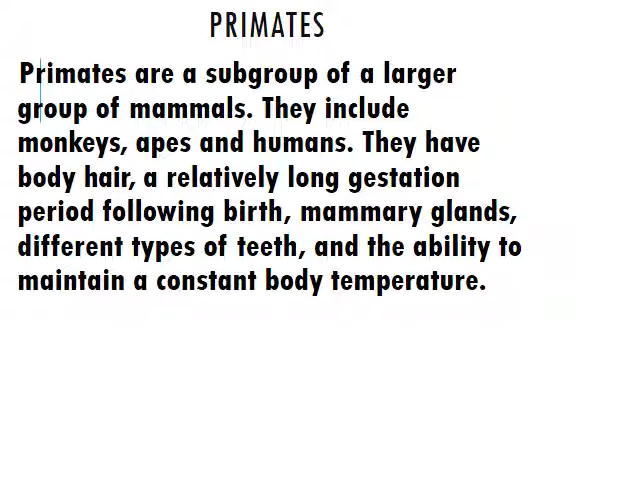 PRIMATES
Primates are a subgroup of a larger
group of mammals. They include
monkeys, apes and humans. They have
body hair, a relatively long gestation
period following birth, mammary glands,
different types of teeth, and the ability to
maintain a constant body temperature.